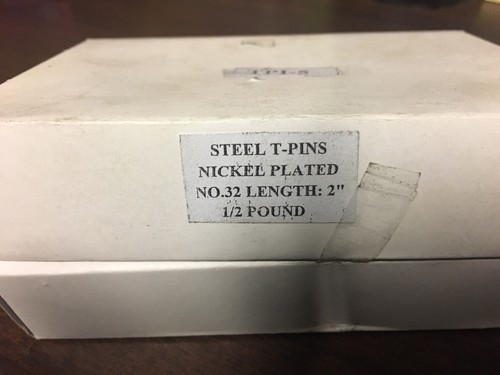 STEEL T-PINS
NICKEL PLATED
NO.32 LENGTH: 2"
1/2 POUND